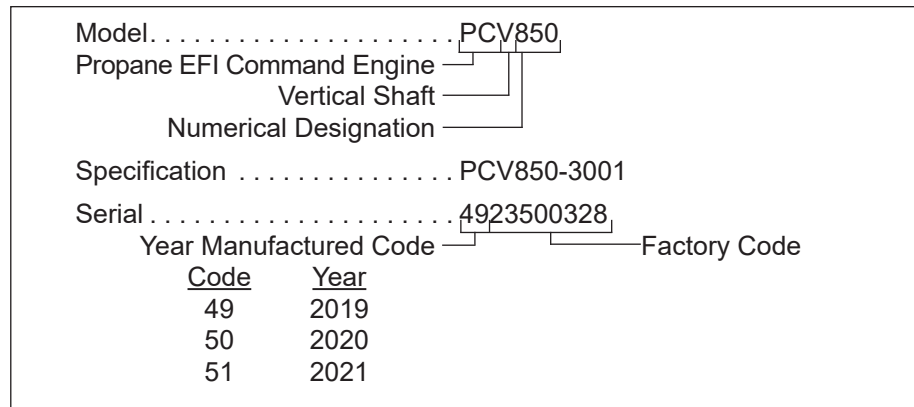 Model. . . . . . . . . . . . . . . . . . . . . PCV850
Propane EFI Command Engine
Vertical Shaft
Numerical Designation
Specification . . . . . . . . . . . . . . . PCV850-3001
Serial . . . . . . . . . . . . . . . . . . . . . 4923500328
Year Manufactured Code Factory Code
Code Year
49 2019
50 2020
51 2021